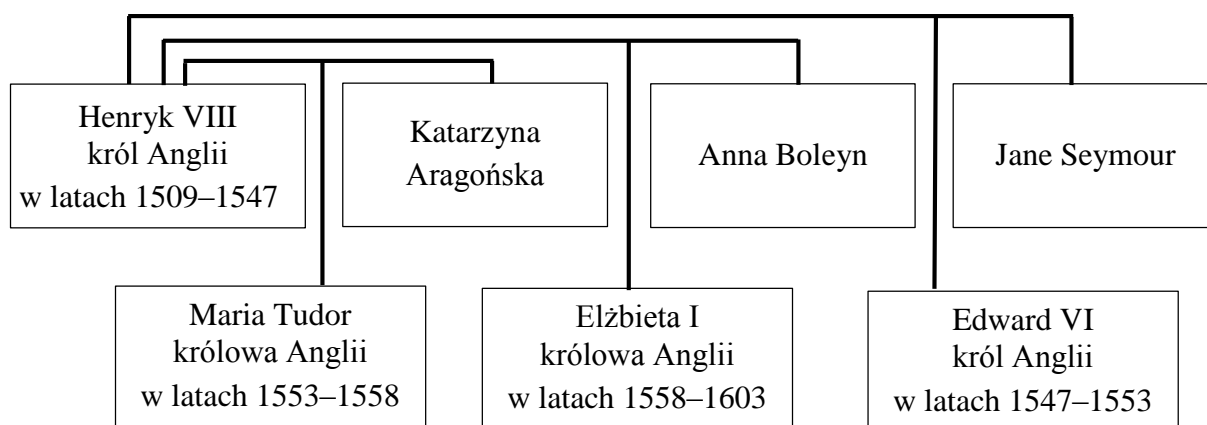 Henryk VIII
król Anglii
w latach 1509–1547
Katarzyna
Aragońska
Anna Boleyn
Jane Seymour
Maria Tudor
królowa Anglii
w latach 1553–1558
Elżbieta I
królowa Anglii
w latach 1558–1603
Edward VI
król Anglii
w latach 1547–1553